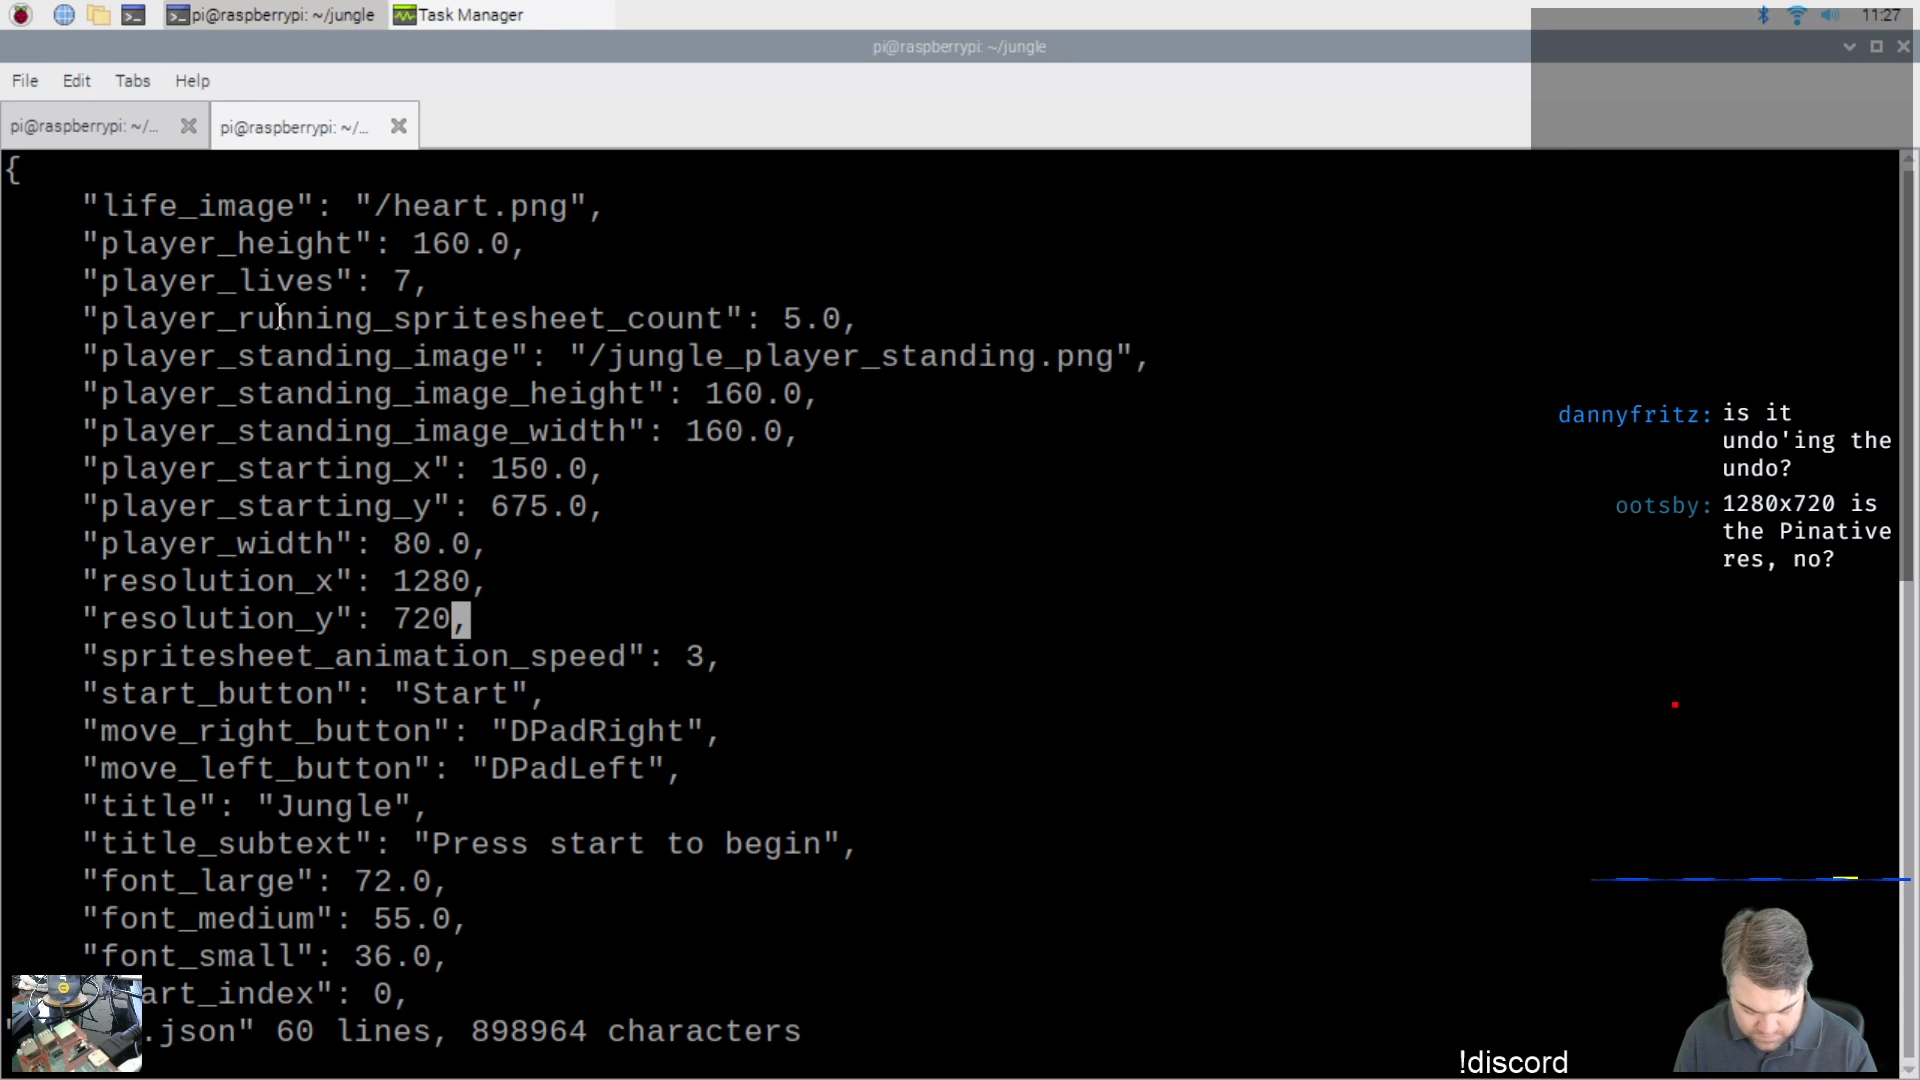 pi@raspberrypi: ~/jungle
Task Manager
11:27
pi@raspberrypi: ~/jungle
File Edit Tabs Help
pi@raspberrypi: ~/...
pi@raspberrypi: ~/...
{
"life_image": "/heart.png",
"player_height": 160.0,
"player_lives": 7,
"player_running_spritesheet_count": 5.0,
"player_standing_image": "/jungle_player_standing.png",
"player_standing_image_height": 160.0,
"player_standing_image_width": 160.0,
"player_starting_x": 150.0,
"player_starting_y": 675.0,
"player_width": 80.0,
"resolution_x": 1280,
"resolution_y": 720,
"spritesheet_animation_speed": 3,
"start_button": "Start",
"move_right_button": "DPadRight",
"move_left_button": "DPadLeft",
"title": "Jungle",
"title_subtext": "Press start to begin",
"font_large": 72.0,
"font_medium": 55.0,
"font_small": 36.0,
art_index": 0,
.json" 60 lines, 898964 characters
dannyfritz: is it
undo'ing the
undo?
ootsby: 1280x720 is
the Pinative
res, no?
!discord